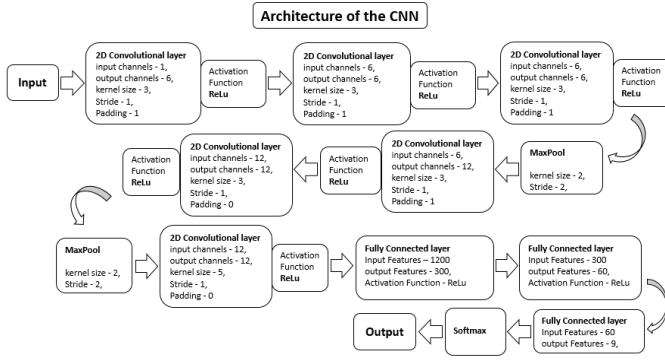 Architecture of the CNN
Input
2D Convolutional layer
input channels - 1,
output channels - 6,
kernel size - 3,
Stride - 1,
Padding - 1
Activation
Function
ReLu
2D Convolutional layer
input channels - 6,
output channels - 6,
kernel size - 3,
Stride - 1,
Padding - 1
Activation
Function
ReLu
2D Convolutional layer
input channels - 6,
output channels - 6,
kernel size - 3,
Stride - 1,
Padding - 1
Activation
Function
ReLu
MaxPool
kernel size - 2,
Stride - 2,
2D Convolutional layer
input channels - 6,
output channels - 12,
kernel size - 3,
Stride - 1,
Padding - 1
Activation
Function
ReLu
2D Convolutional layer
input channels - 12,
output channels - 12,
kernel size - 3,
Stride - 1,
Padding - 0
Activation
Function
ReLu
MaxPool
kernel size - 2,
Stride - 2,
2D Convolutional layer
input channels - 12,
output channels - 12,
kernel size - 5,
Stride - 1,
Padding - 0
Activation
Function
ReLu
Fully Connected layer
Input Features – 1200
output Features - 300,
Activation Function - ReLu
Fully Connected layer
Input Features - 300
output Features - 60,
Activation Function - ReLu
Fully Connected layer
Input Features - 60
output Features - 9,
Softmax
Output